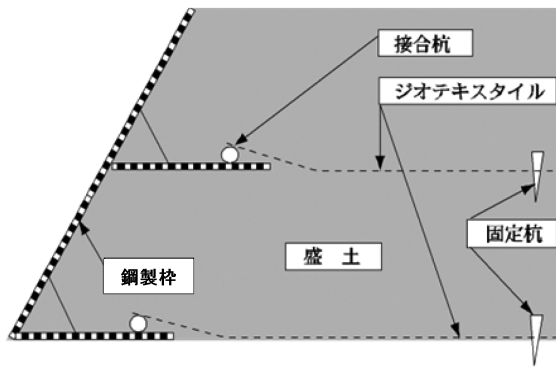 接合杭
ジオテキスタイル
固定杭
盛 土
鋼製枠